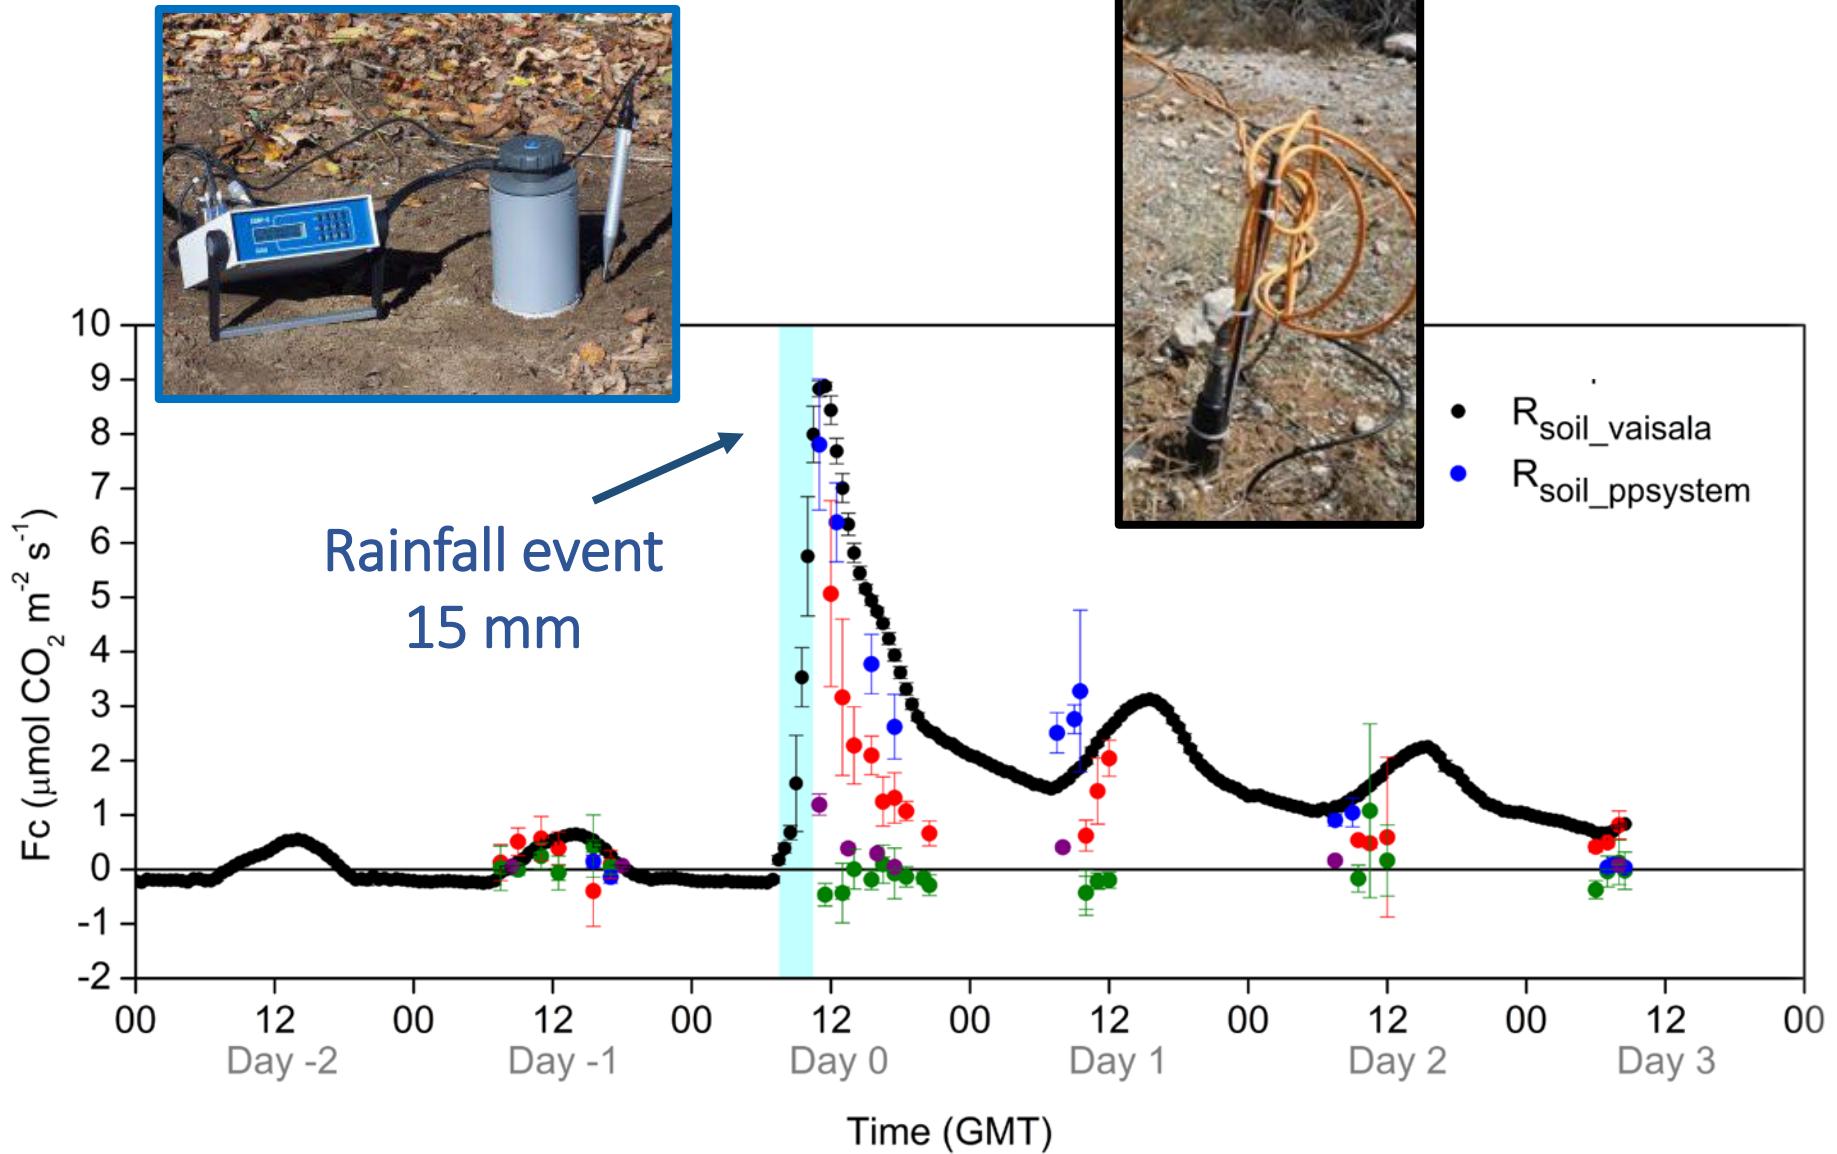 10
9
8
7
6
5
4
3
2
1
0
-1
-2
Fc (µmol CO2 m-2 s-1)
Rainfall event
15 mm
Rsoil_vaisala
Rsoil_ppsystem
00 12 00 12 00 12 00 12 00 12 00 12 00
Day -2 Day -1 Day 0 Day 1 Day 2 Day 3
Time (GMT)